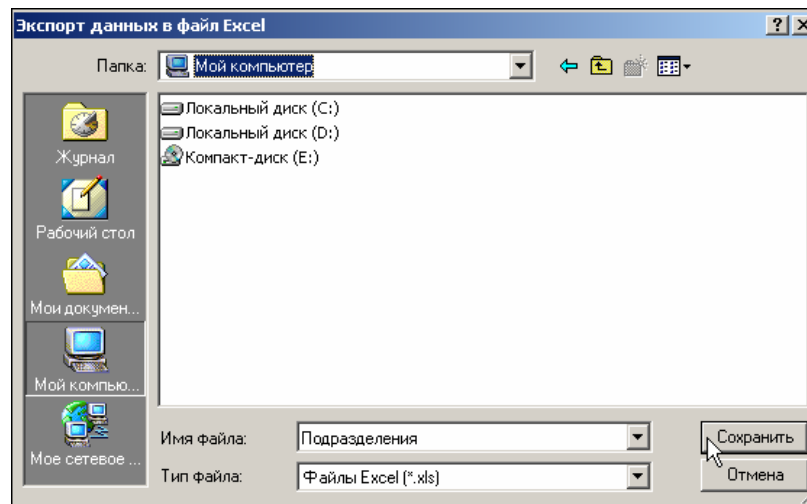 Экспорт данных в файл Excel
Папка: Мой компьютер
Журнал
Рабочий стол
Мои докумен...
Мой компью...
Мое сетевое ...
Локальный диск (C:)
Локальный диск (D:)
Компакт-диск (E:)
Имя файла: Подразделения Сохранить
Тип файла: Файлы Excel (*.xls) Отмена